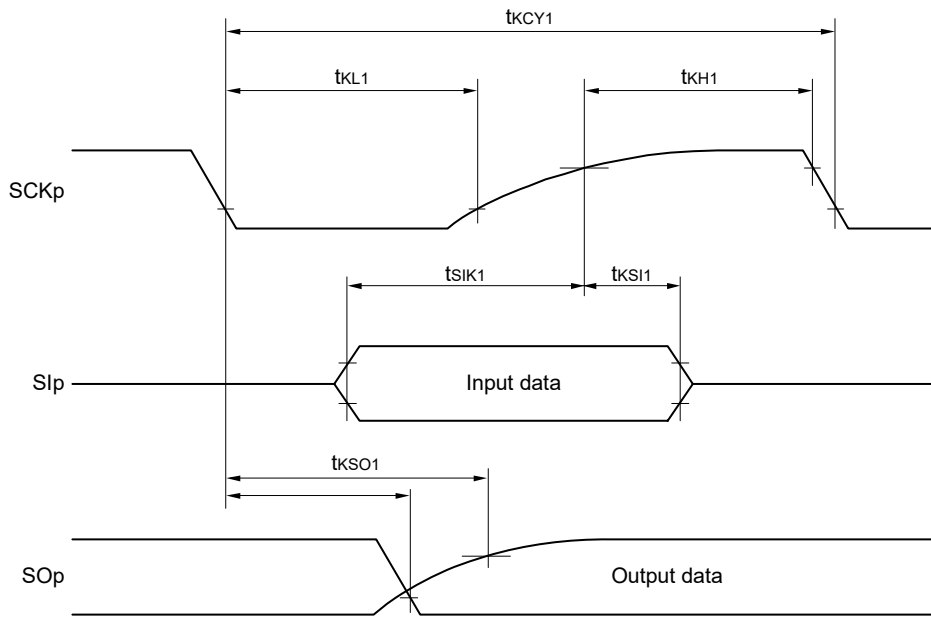 tKCY1
tKL1
tKH1
SCKp
tSIK1
tKSI1
SIp
Input data
tKSO1
SOp
Output data